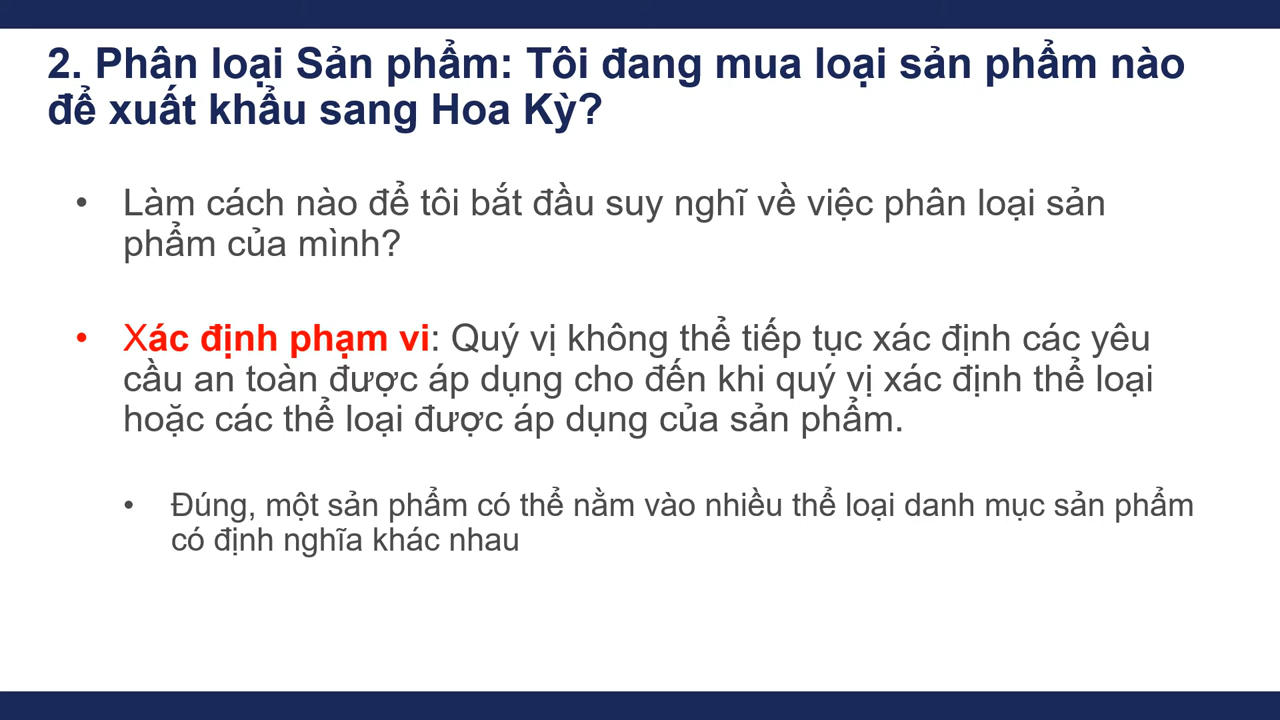 2. Phân loại Sản phẩm: Tôi đang mua loại sản phẩm nào
để xuất khẩu sang Hoa Kỳ?
• Làm cách nào để tôi bắt đầu suy nghĩ về việc phân loại sản
phẩm của mình?
• Xác định phạm vi: Quý vị không thể tiếp tục xác định các yêu
cầu an toàn được áp dụng cho đến khi quý vị xác định thể loại
hoặc các thể loại được áp dụng của sản phẩm.
• Đúng, một sản phẩm có thể nằm vào nhiều thể loại danh mục sản phẩm
có định nghĩa khác nhau